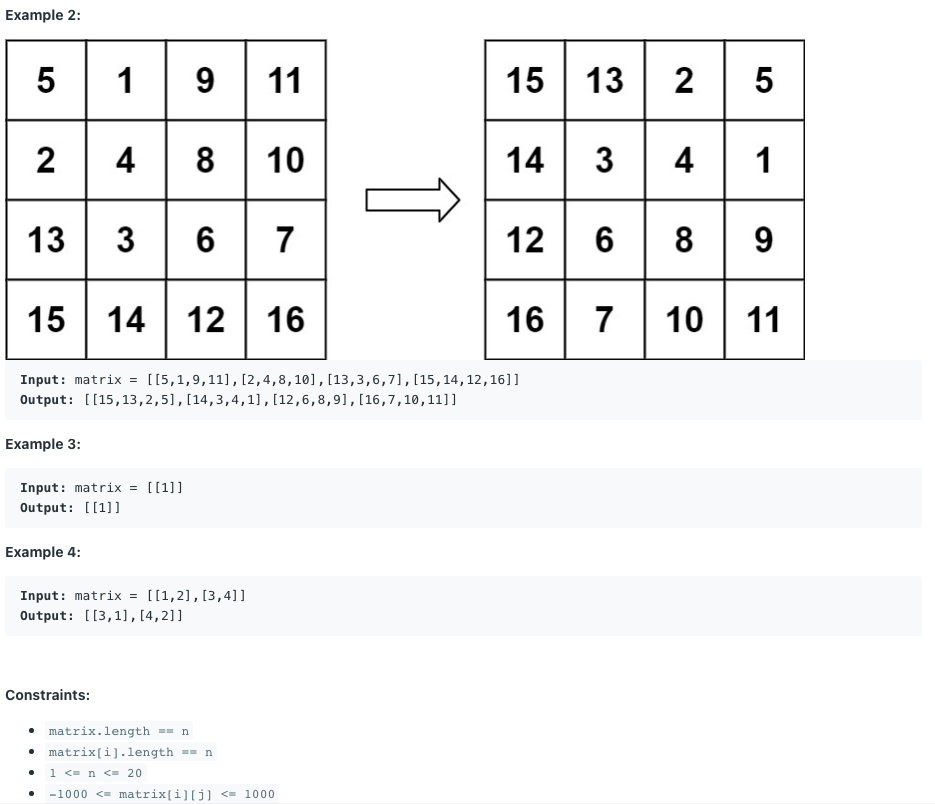 Example 2:
5 1 9 11 15 13 2 5
2 4 8 10 14 3 4 1
13 3 6 7 12 6 8 9
15 14 12 16 16 7 10 11
Input: matrix = [[5,1,9,11],[2,4,8,10],[13,3,6,7],[15,14,12,16]]
Output: [[15,13,2,5],[14,3,4,1],[12,6,8,9],[16,7,10,11]]
Example 3:
Input: matrix = [[1]]
Output: [[1]]
Example 4:
Input: matrix = [[1,2],[3,4]]
Output: [[3,1],[4,2]]
Constraints:
• matrix.length == n
• matrix[i].length == n
• 1 <= n <= 20
• -1000 <= matrix[i][j] <= 1000